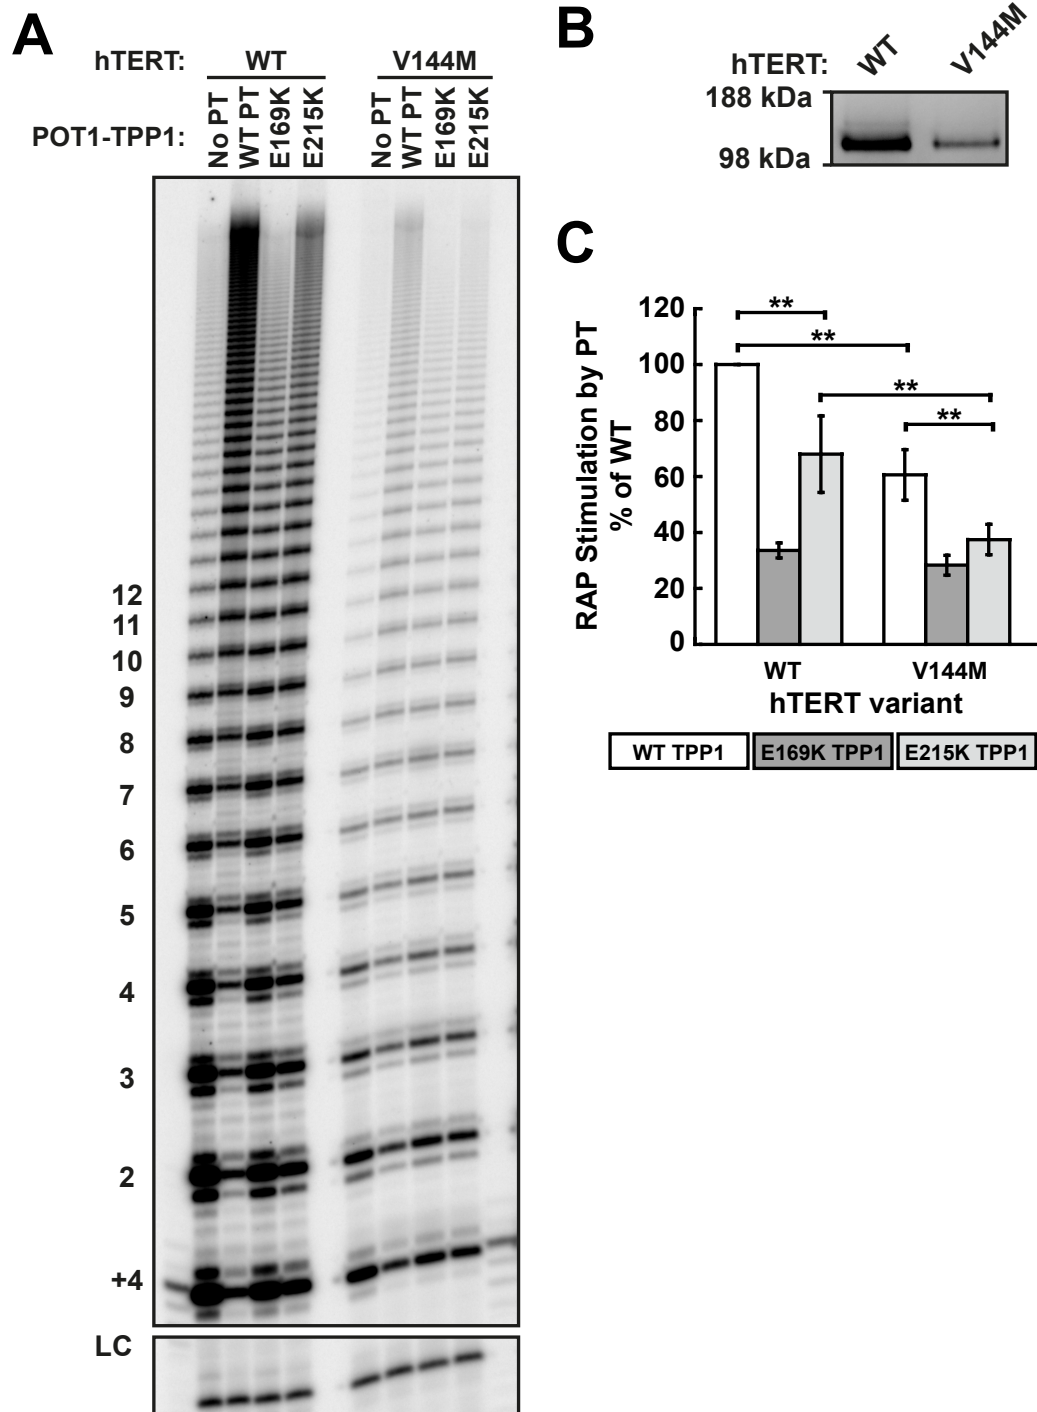 A
hTERT: WT V144M
POT1-TPP1: No PT WT PT E169K E215K No PT WT PT E169K E215K
12
11
10
9
8
7
6
5
4
3
2
+4
LC
B
hTERT: WT V144M
188 kDa
98 kDa
C
RAP Stimulation by PT
% of WT
120
100
80
60
40
20
0
** 
**
**
**
WT V144M
hTERT variant
WT TPP1 E169K TPP1 E215K TPP1